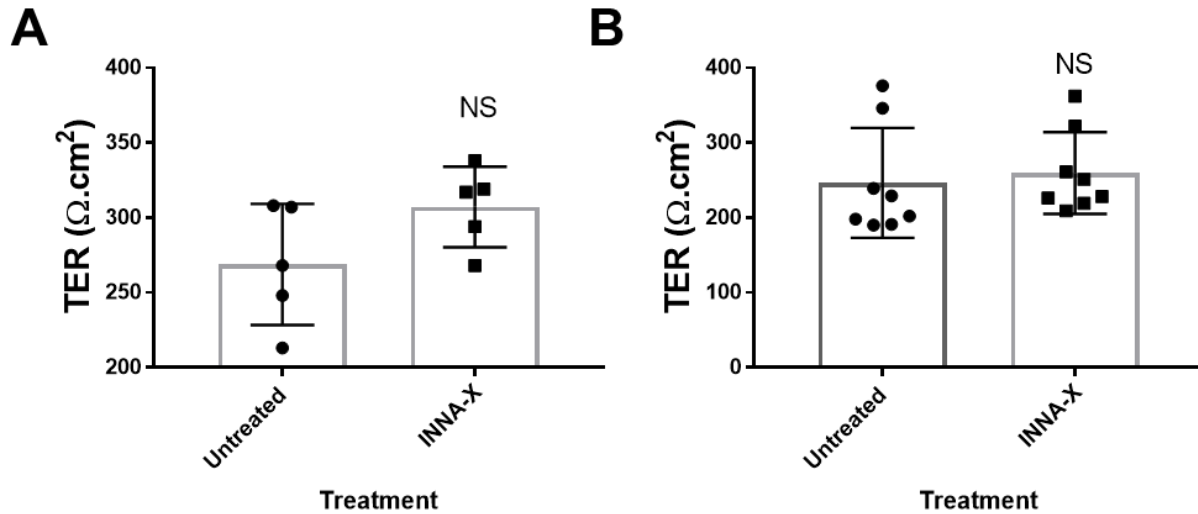 A
TER (Ω.cm²)
400
350
300
250
200
NS
Untreated
INNA-X
Treatment
B
TER (Ω.cm²)
400
300
200
100
0
NS
Untreated
INNA-X
Treatment